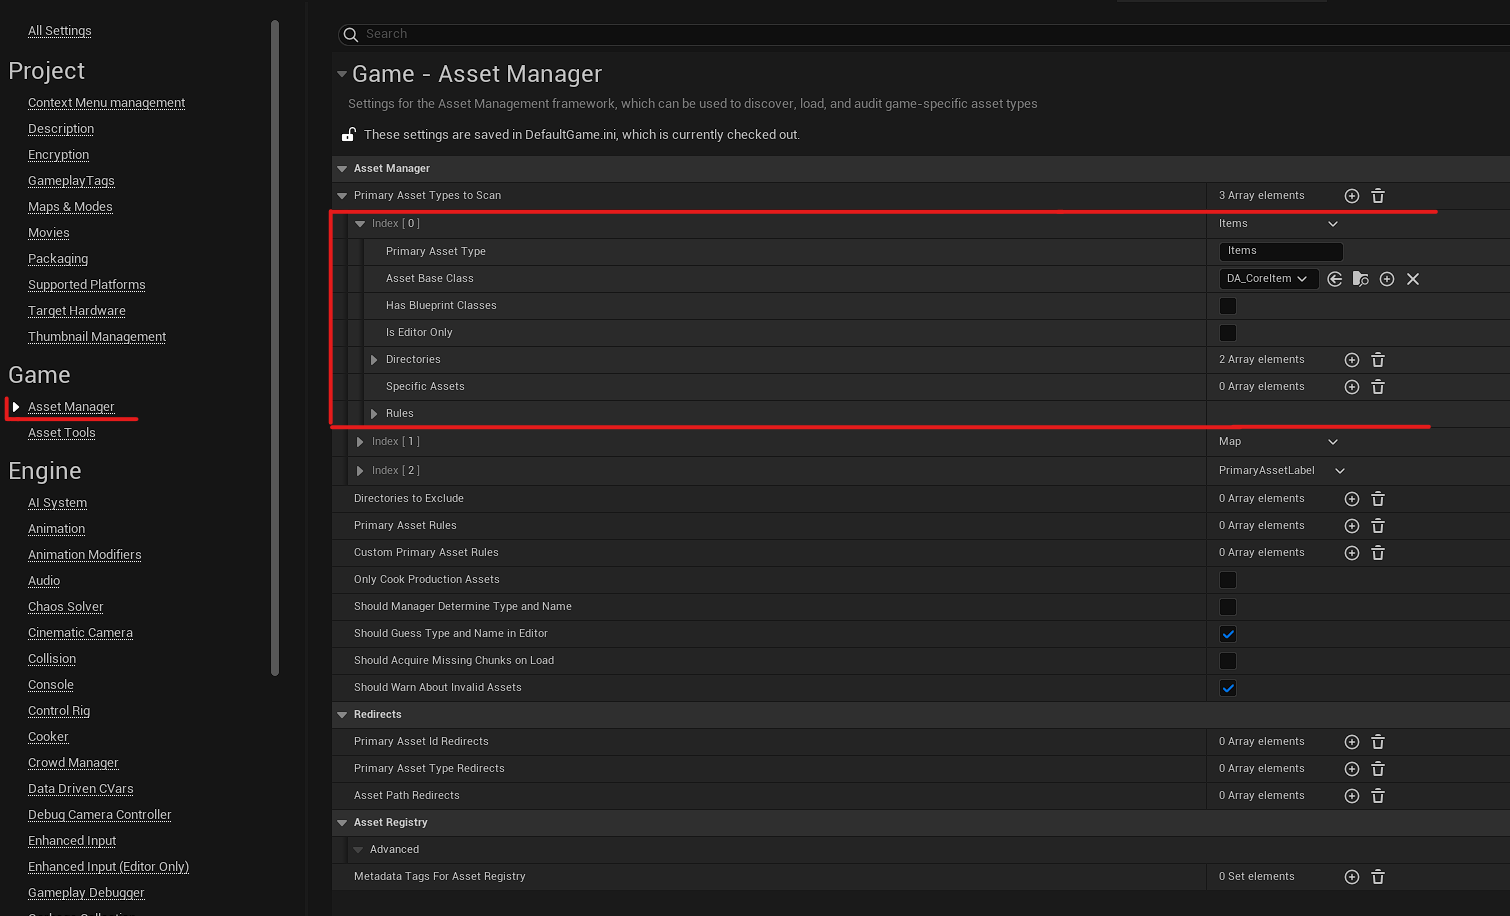 All Settings
Project
Context Menu management
Description
Encryption
GameplayTags
Maps & Modes
Movies
Packaging
Supported Platforms
Target Hardware
Thumbnail Management
Game
Asset Manager
Asset Tools
Engine
AI System
Animation
Animation Modifiers
Audio
Chaos Solver
Cinematic Camera
Collision
Console
Control Rig
Cooker
Crowd Manager
Data Driven CVars
Debug Camera Controller
Enhanced Input
Enhanced Input (Editor Only)
Gameplay Debugger
Search
Game - Asset Manager
Settings for the Asset Management framework, which can be used to discover, load, and audit game-specific asset types
These settings are saved in DefaultGame.ini, which is currently checked out.
Asset Manager
Primary Asset Types to Scan 3 Array elements
Index [ 0 ] Items
Primary Asset Type Items
Asset Base Class DA_CoreItem
Has Blueprint Classes
Is Editor Only
Directories 2 Array elements
Specific Assets 0 Array elements
Rules
Index [ 1 ] Map
Index [ 2 ] PrimaryAssetLabel
Directories to Exclude 0 Array elements
Primary Asset Rules 0 Array elements
Custom Primary Asset Rules 0 Array elements
Only Cook Production Assets
Should Manager Determine Type and Name
Should Guess Type and Name in Editor
Should Acquire Missing Chunks on Load
Should Warn About Invalid Assets
Redirects
Primary Asset Id Redirects 0 Array elements
Primary Asset Type Redirects 0 Array elements
Asset Path Redirects 0 Array elements
Asset Registry
Advanced
Metadata Tags For Asset Registry 0 Set elements